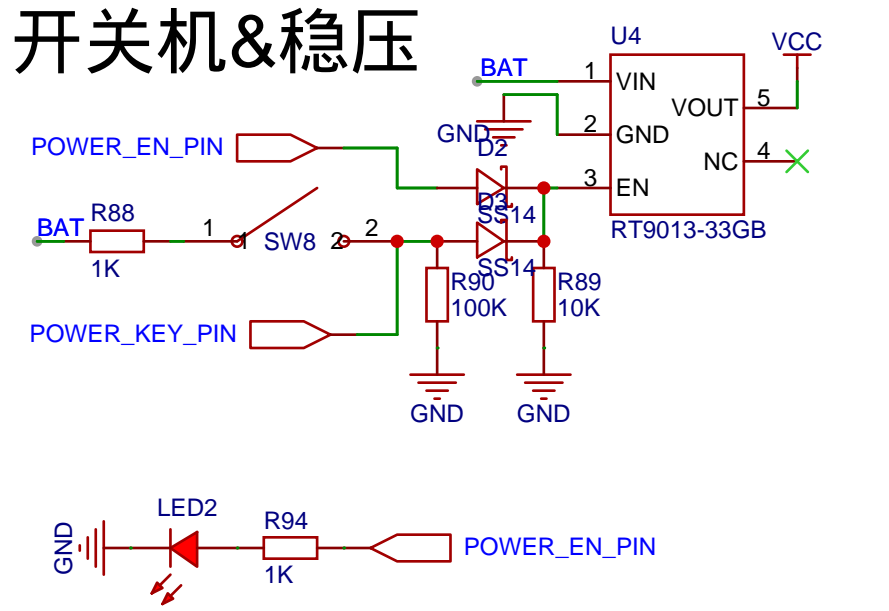 开关机&稳压
U4
VCC
BAT
1
VIN
VOUT
5
2
GND
GND
POWER_EN_PIN
D2
NC
4
3
EN
D3
SS14
BAT
R88
1
1
SW8
2
2
RT9013-33GB
1K
SS14
R90
100K
R89
10K
POWER_KEY_PIN
GND
GND
LED2
R94
GND
POWER_EN_PIN
1K